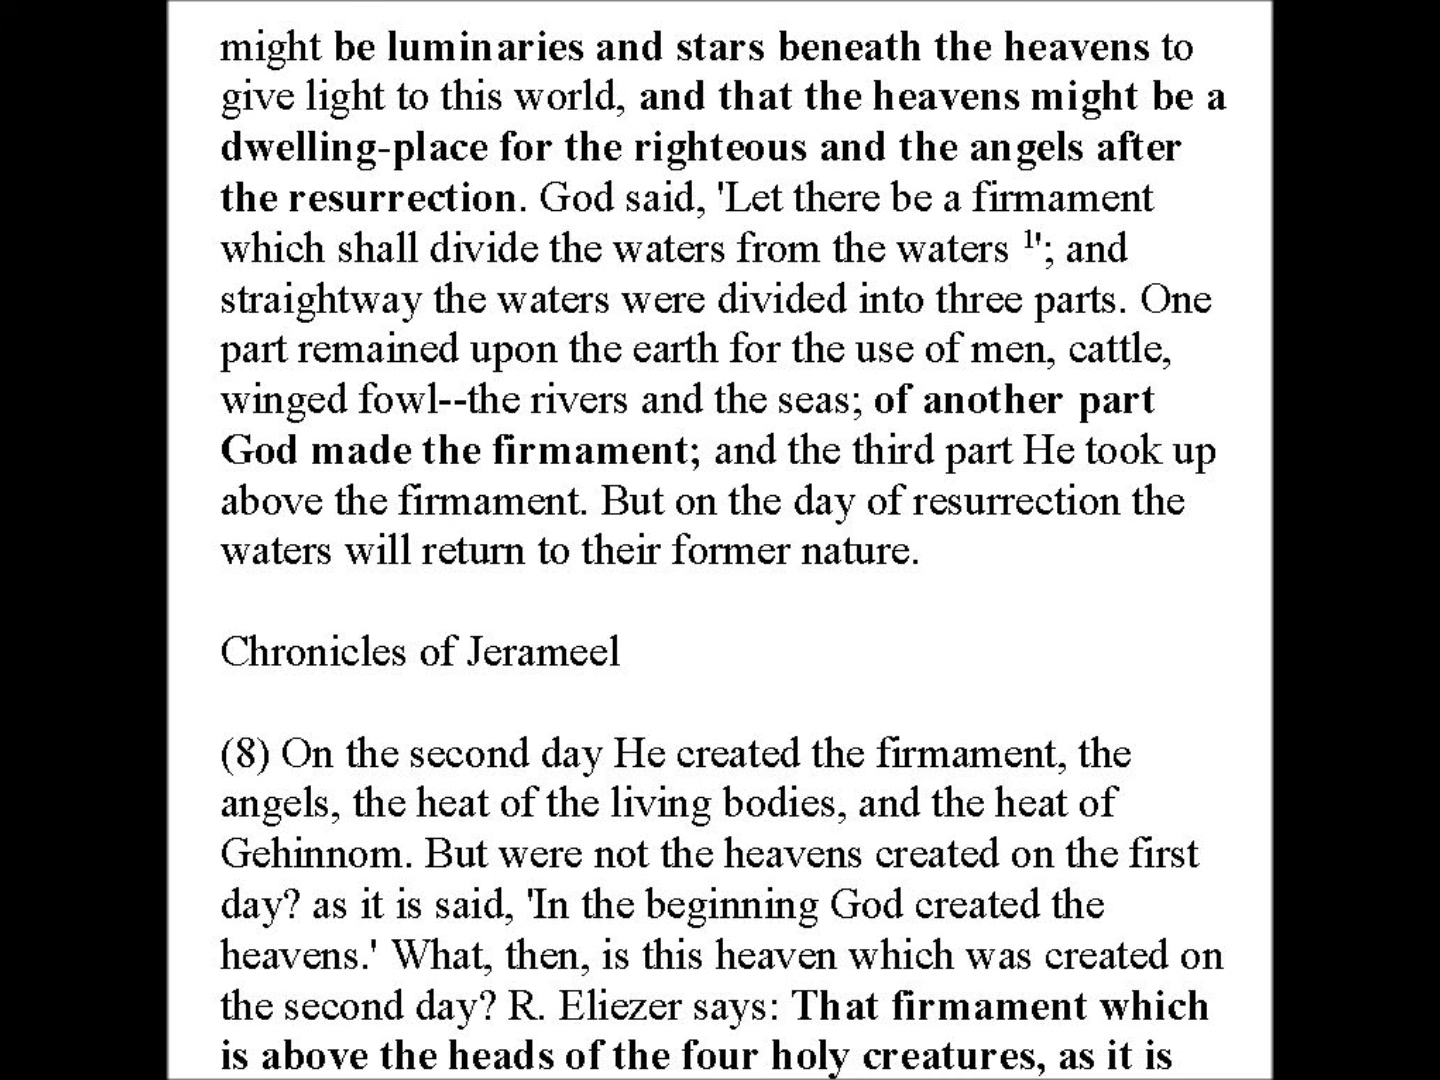 might be luminaries and stars beneath the heavens to
give light to this world, and that the heavens might be a
dwelling-place for the righteous and the angels after
the resurrection. God said, 'Let there be a firmament
which shall divide the waters from the waters ¹'; and
straightway the waters were divided into three parts. One
part remained upon the earth for the use of men, cattle,
winged fowl--the rivers and the seas; of another part
God made the firmament; and the third part He took up
above the firmament. But on the day of resurrection the
waters will return to their former nature.
Chronicles of Jerameel
(8) On the second day He created the firmament, the
angels, the heat of the living bodies, and the heat of
Gehinnom. But were not the heavens created on the first
day? as it is said, 'In the beginning God created the
heavens.' What, then, is this heaven which was created on
the second day? R. Eliezer says: That firmament which
is above the heads of the four holy creatures, as it is